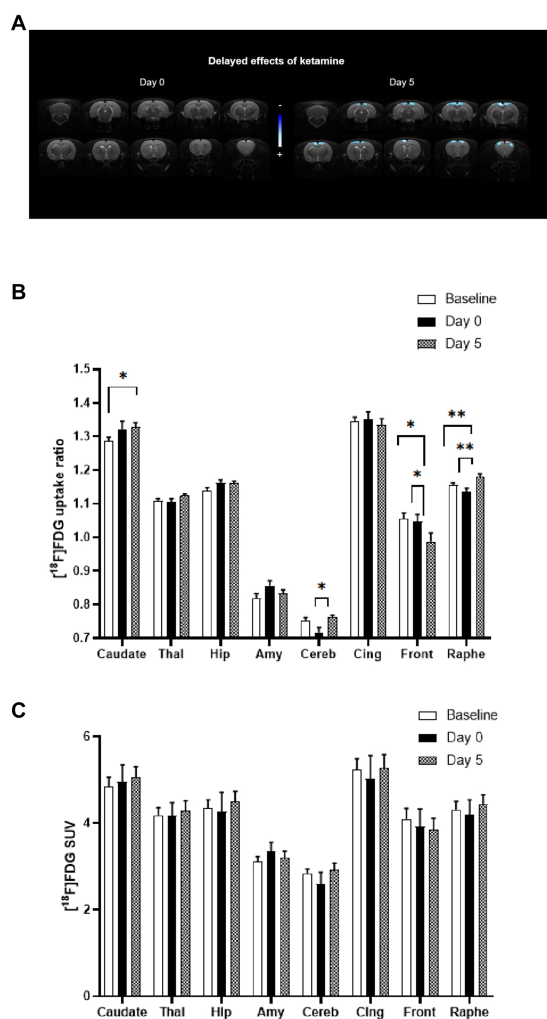 A
Delayed effects of ketamine
Day 0
Day 5
-
+
B
Baseline
Day 0
Day 5
[¹⁸F]FDG uptake ratio
1.5
1.4
1.3
1.2
1.1
1.0
0.9
0.8
0.7
*
*
*
*
**
**
Caudate Thal Hip Amy Cereb Cing Front Raphe
C
Baseline
Day 0
Day 5
[¹⁸F]FDG SUV
6
4
2
0
Caudate Thal Hip Amy Cereb Cing Front Raphe